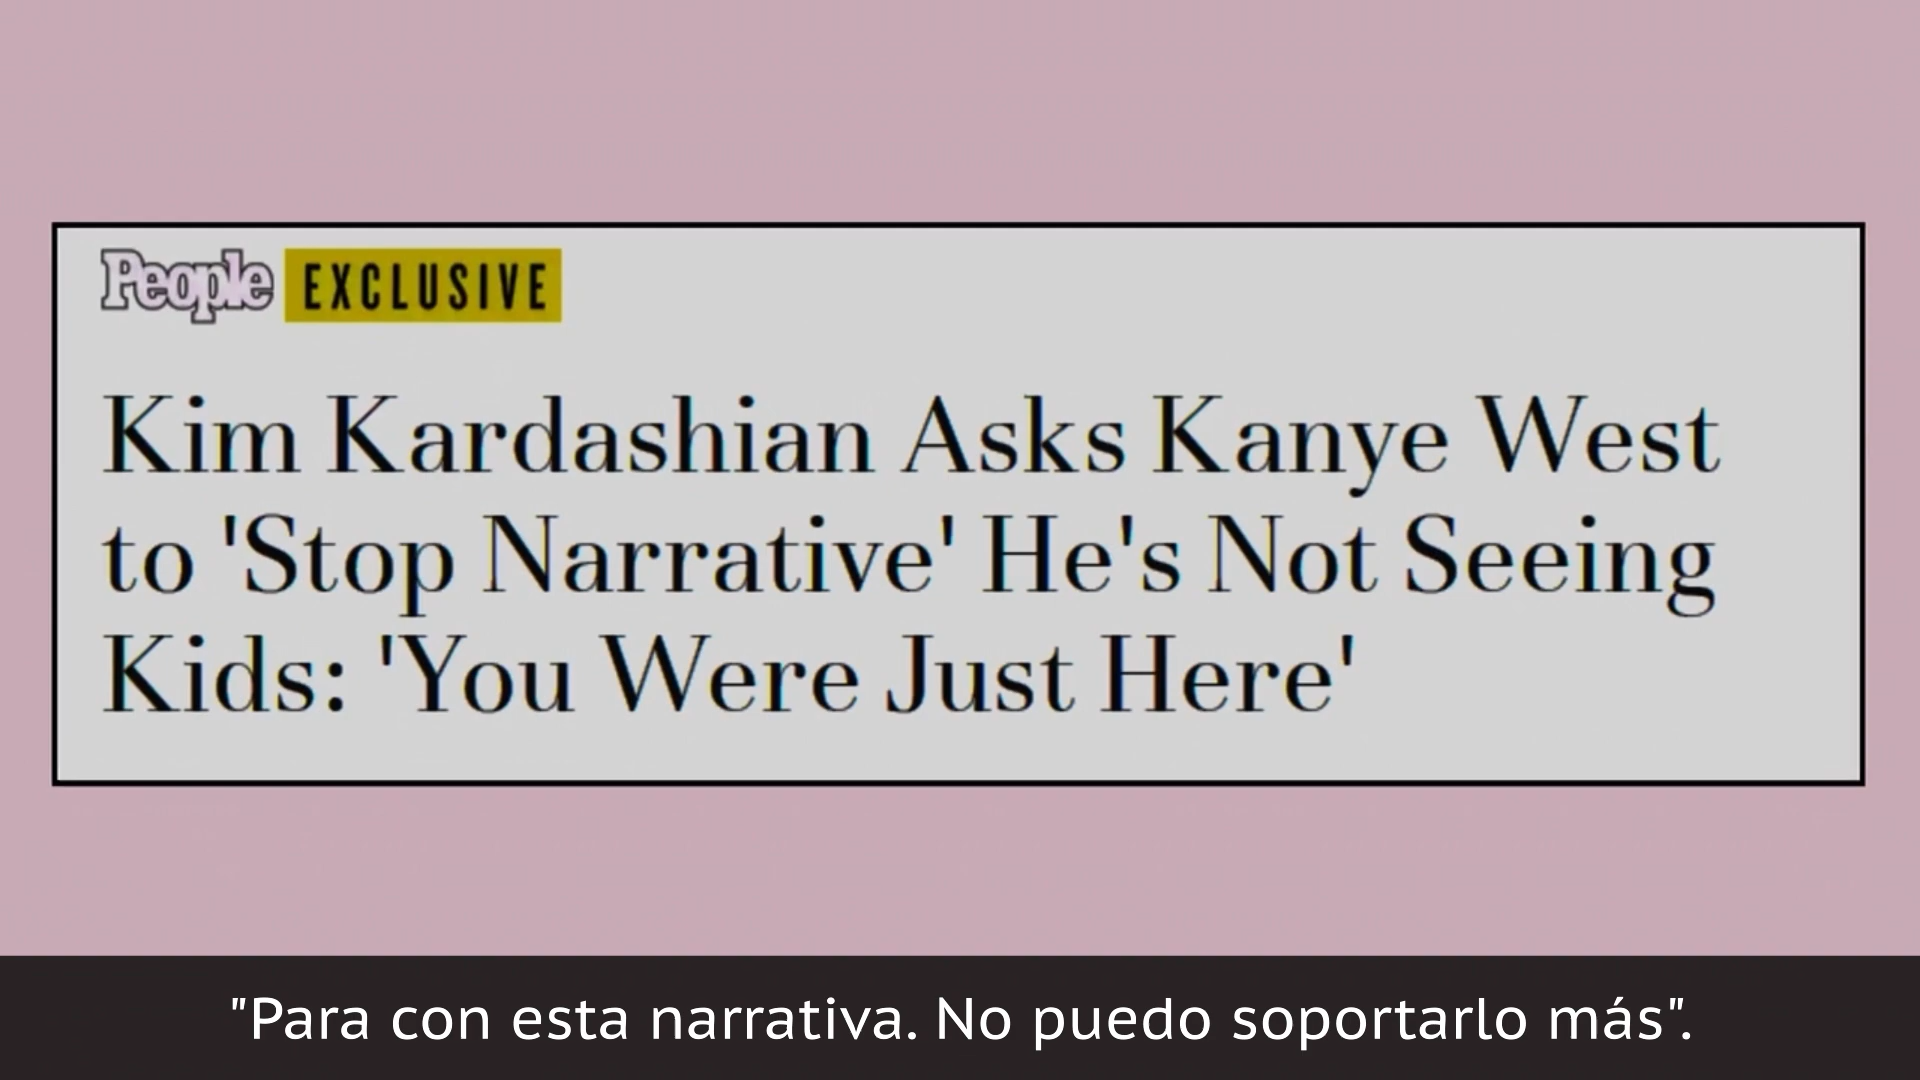 People EXCLUSIVE
Kim Kardashian Asks Kanye West
to 'Stop Narrative' He's Not Seeing
Kids: 'You Were Just Here'
"Para con esta narrativa. No puedo soportarlo más".